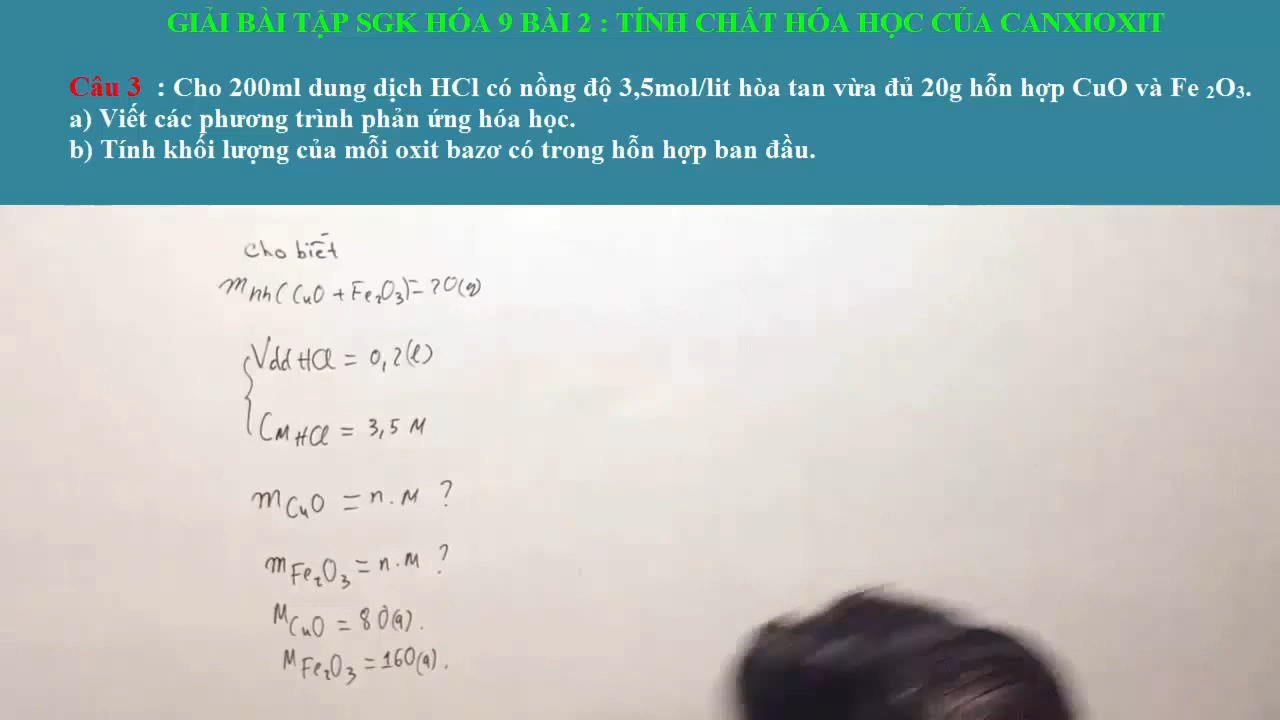 GIẢI BÀI TẬP SGK HÓA 9 BÀI 2 : TÍNH CHẤT HÓA HỌC CỦA CANXIOXIT
Câu 3 : Cho 200ml dung dịch HCl có nồng độ 3,5mol/lit hòa tan vừa đủ 20g hỗn hợp CuO và Fe ₂O₃.
a) Viết các phương trình phản ứng hóa học.
b) Tính khối lượng của mỗi oxit bazơ có trong hỗn hợp ban đầu.
Cho biết
mhh(CuO + Fe₂O₃) = 20(g)
Vdd HCl = 0,2(l)
CM HCl = 3,5 M
mCuO = n.M ?
mFe₂O₃ = n.M ?
MCuO = 80(g).
MFe₂O₃ = 160(g).